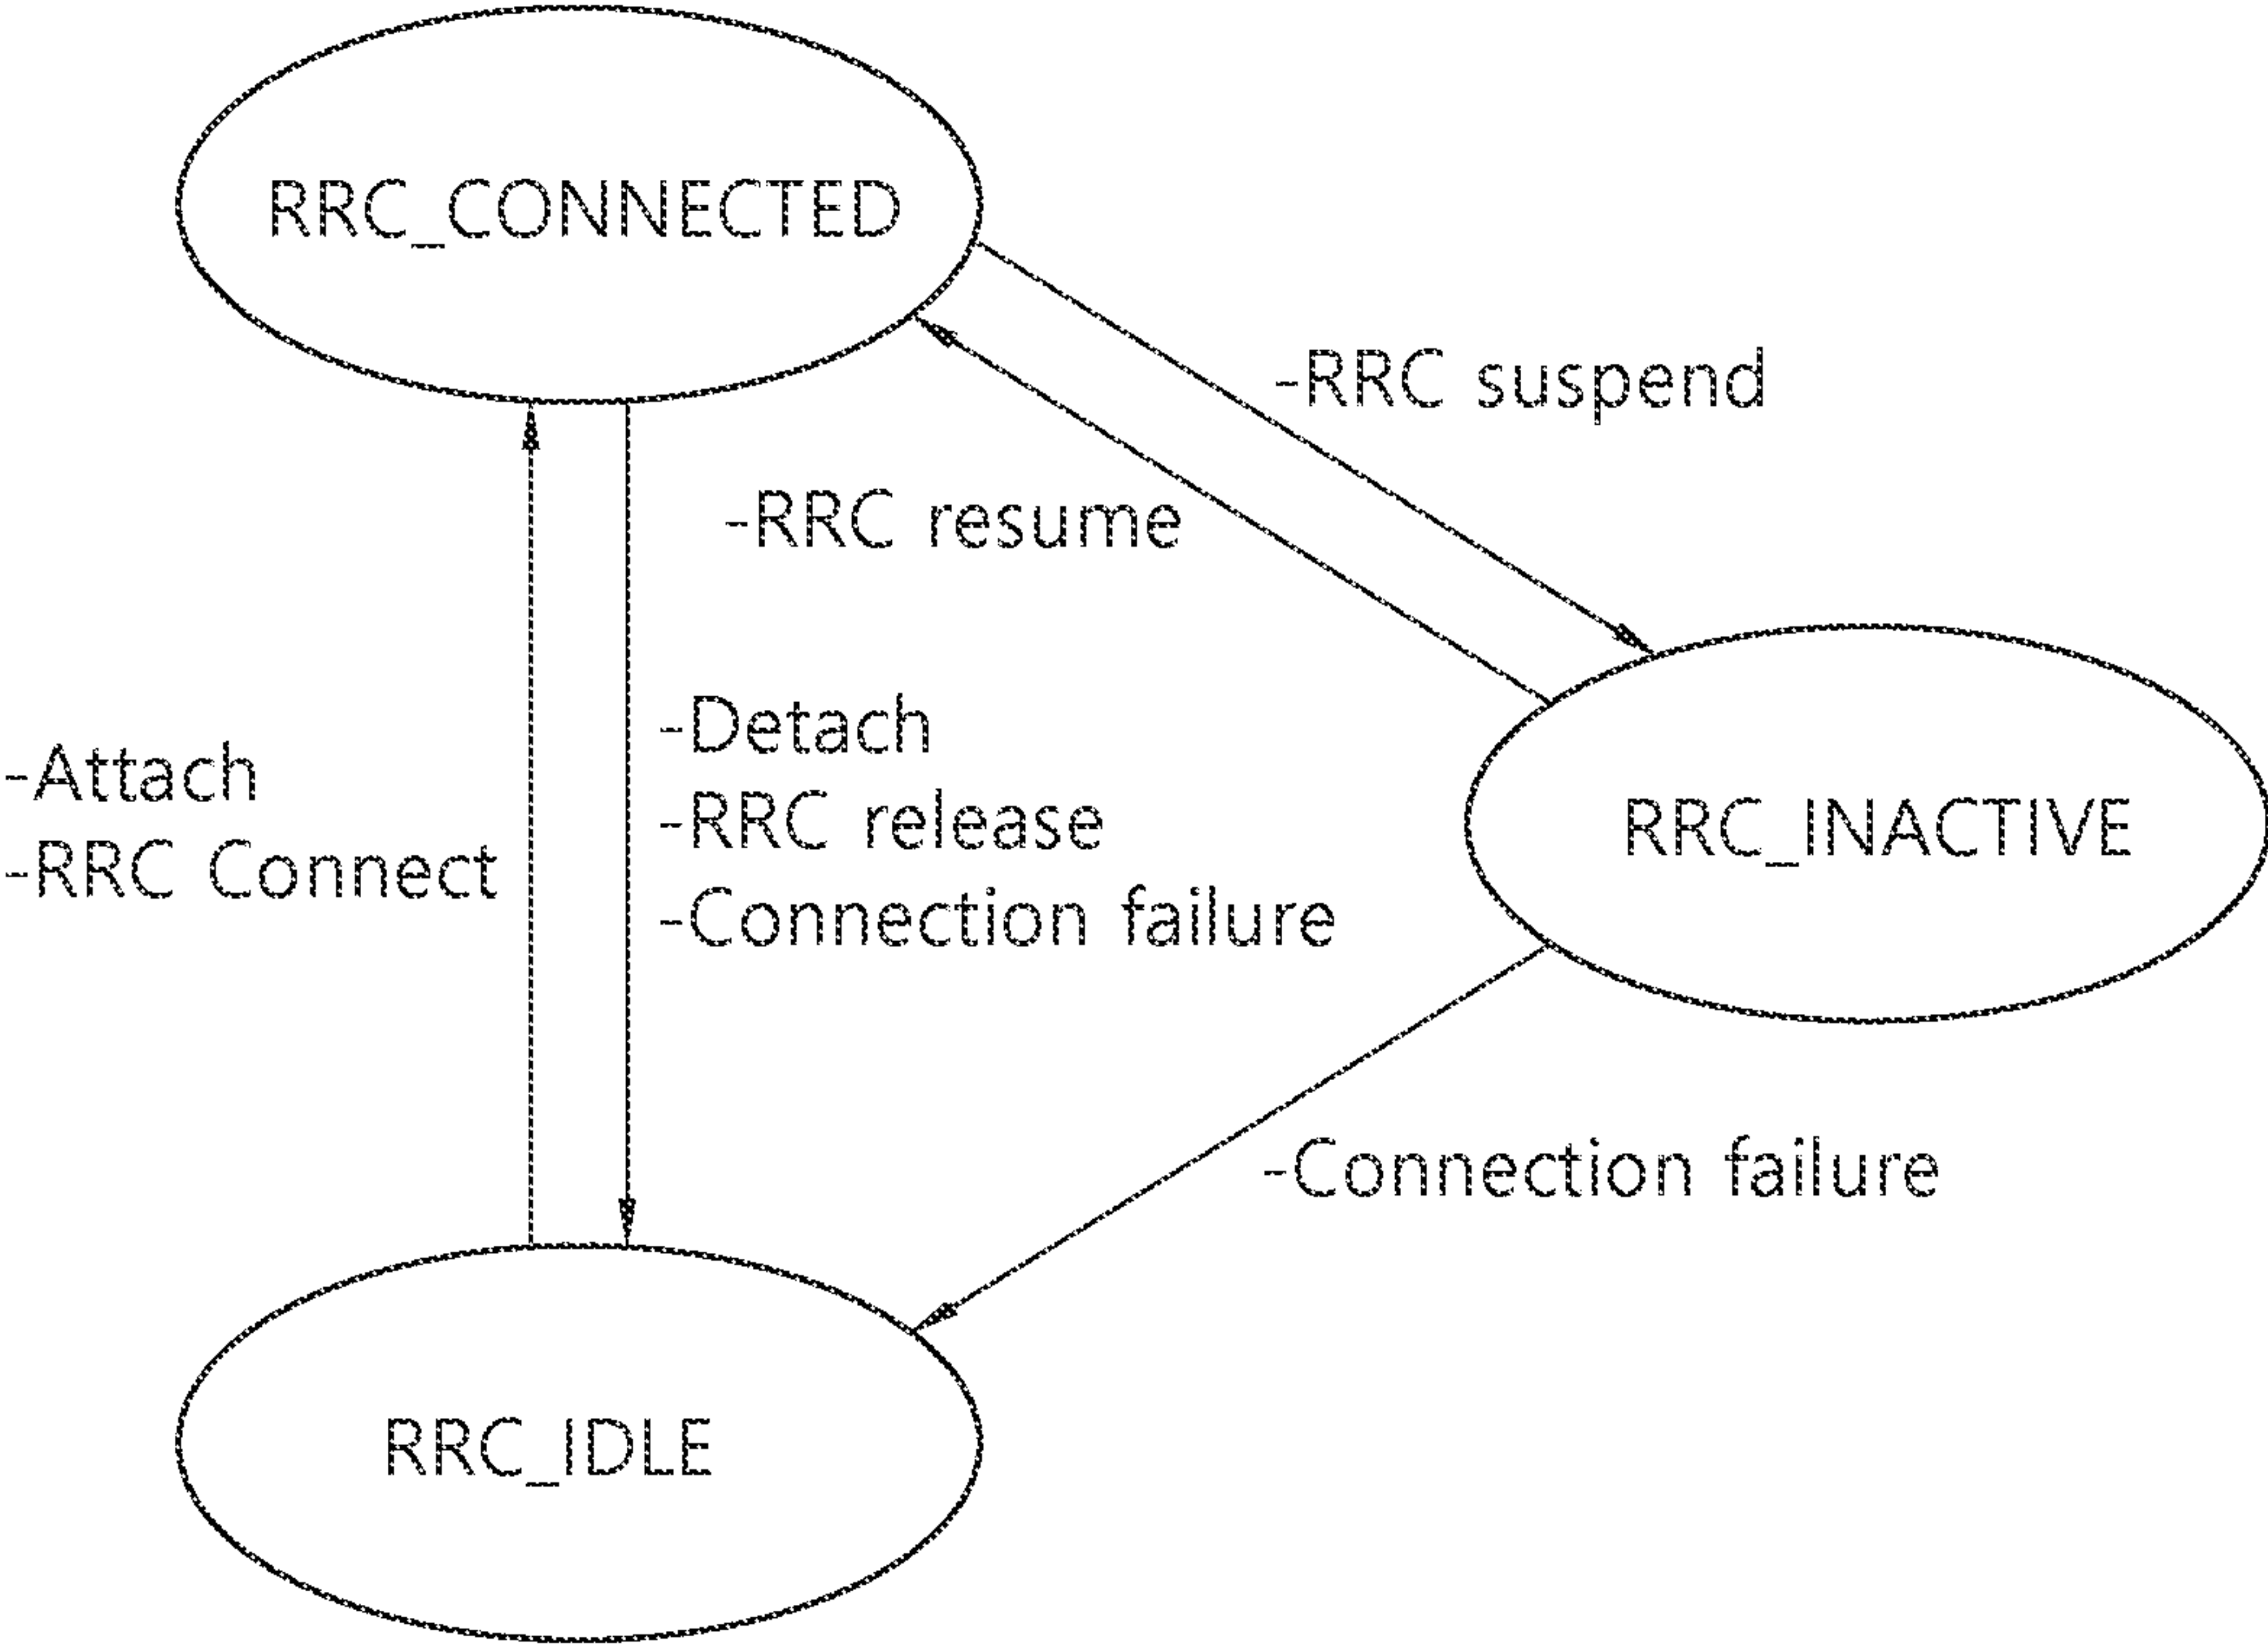 RRC_CONNECTED
-RRC suspend
-RRC resume
-Attach
-RRC Connect
-Detach
-RRC release
-Connection failure
RRC_INACTIVE
-Connection failure
RRC_IDLE